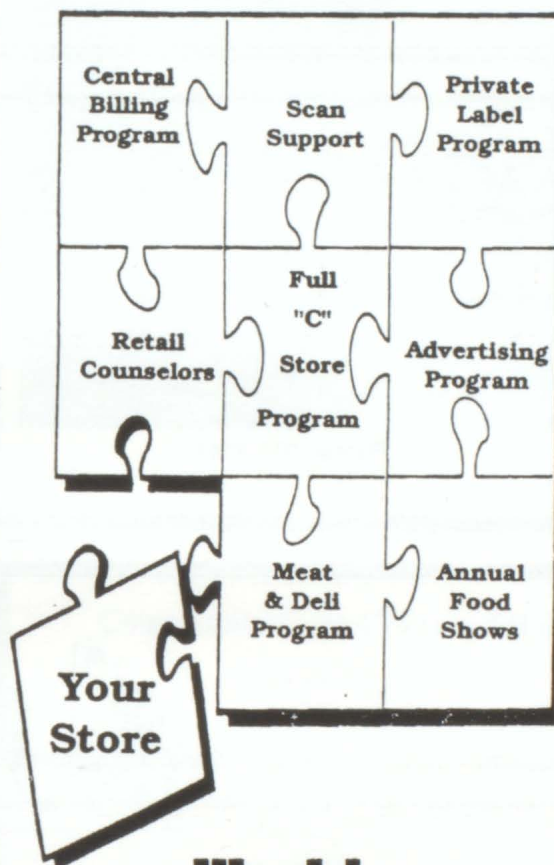 Central
Billing
Program
Scan
Support
Private
Label
Program
Retail
Counselors
Full
"C"
Store
Program
Advertising
Program
Your
Store
Meat
& Deli
Program
Annual
Food
Shows